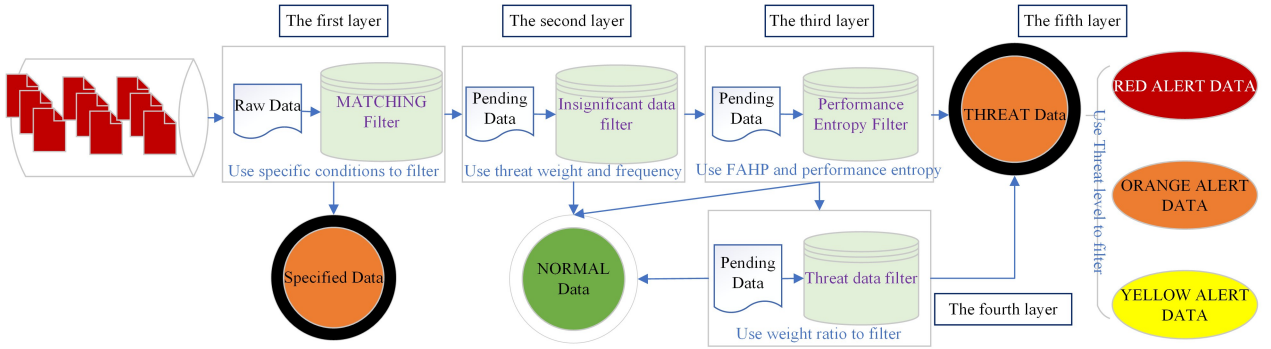 The first layer
The second layer
The third layer
The fifth layer
Raw Data
MATCHING
Filter
Use specific conditions to filter
Pending
Data
Insignificant data
filter
Use threat weight and frequency
Pending
Data
Performance
Entropy Filter
Use FAHP and performance entropy
THREAT Data
Use Threat level to filter
RED ALERT DATA
ORANGE ALERT
DATA
YELLOW ALERT
DATA
Specified Data
NORMAL
Data
Pending
Data
Threat data filter
Use weight ratio to filter
The fourth layer